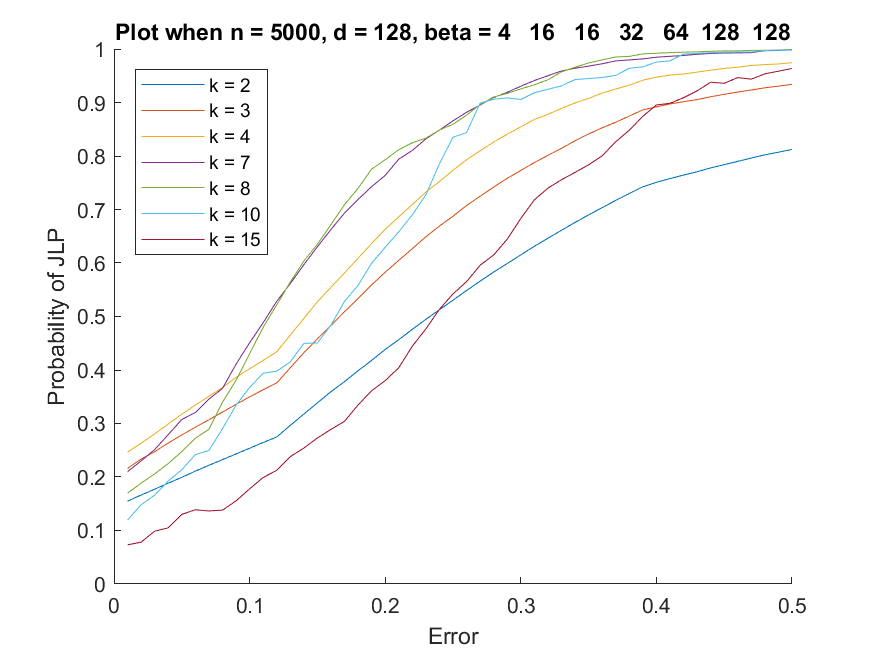 Plot when n = 5000, d = 128, beta = 4 16 16 32 64 128 128
1
0.9
0.8
0.7
0.6
0.5
0.4
0.3
0.2
0.1
0
Probability of JLP
k = 2
k = 3
k = 4
k = 7
k = 8
k = 10
k = 15
0 0.1 0.2 0.3 0.4 0.5
Error